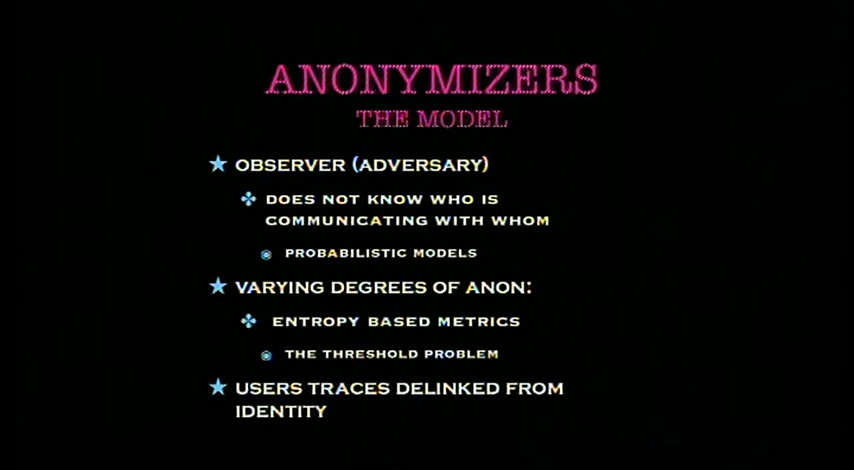 ANONYMIZERS
THE MODEL
OBSERVER (ADVERSARY)
DOES NOT KNOW WHO IS
COMMUNICATING WITH WHOM
PROBABILISTIC MODELS
VARYING DEGREES OF ANON:
ENTROPY BASED METRICS
THE THRESHOLD PROBLEM
USERS TRACES DELINKED FROM
IDENTITY